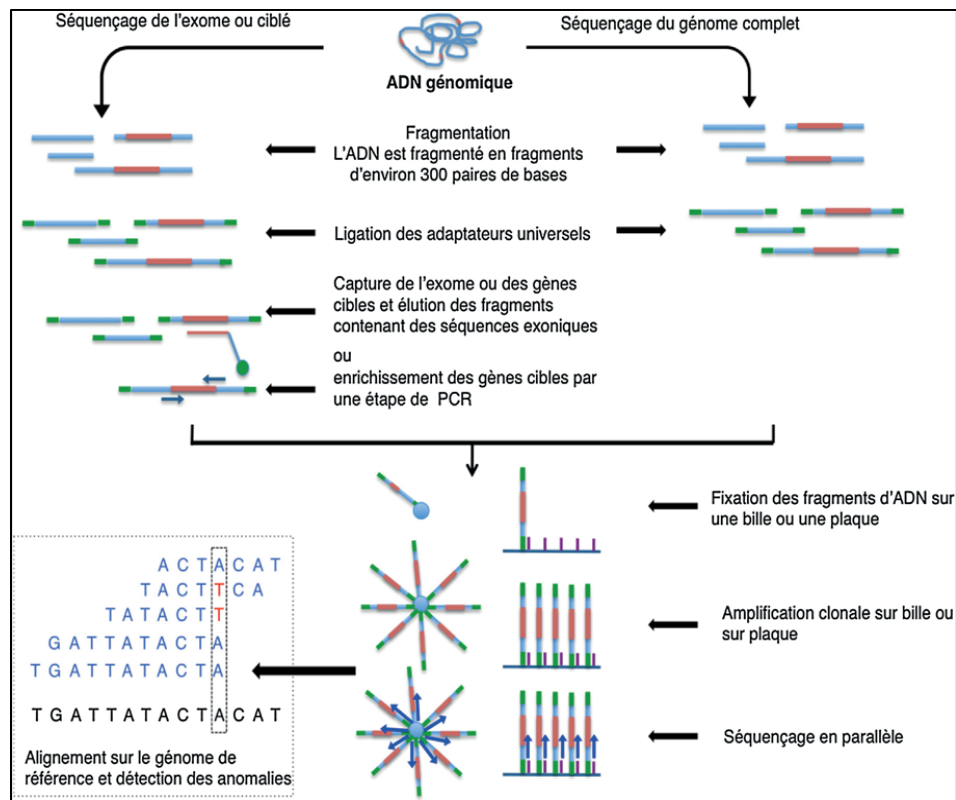 Séquençage de l'exome ou ciblé
Séquençage du génome complet
ADN génomique
Fragmentation
L'ADN est fragmenté en fragments
d'environ 300 paires de bases
Ligation des adaptateurs universels
Capture de l'exome ou des gènes
cibles et élution des fragments
contenant des séquences exoniques
ou
enrichissement des gènes cibles par
une étape de PCR
Fixation des fragments d'ADN sur
une bille ou une plaque
Amplification clonale sur bille ou
sur plaque
Séquençage en parallèle
A C T A C A T
T A C T T C A
T A T A C T T
G A T T A T A C T A
T G A T T A T A C T A
T G A T T A T A C T A C A T
Alignement sur le génome de
référence et détection des anomalies